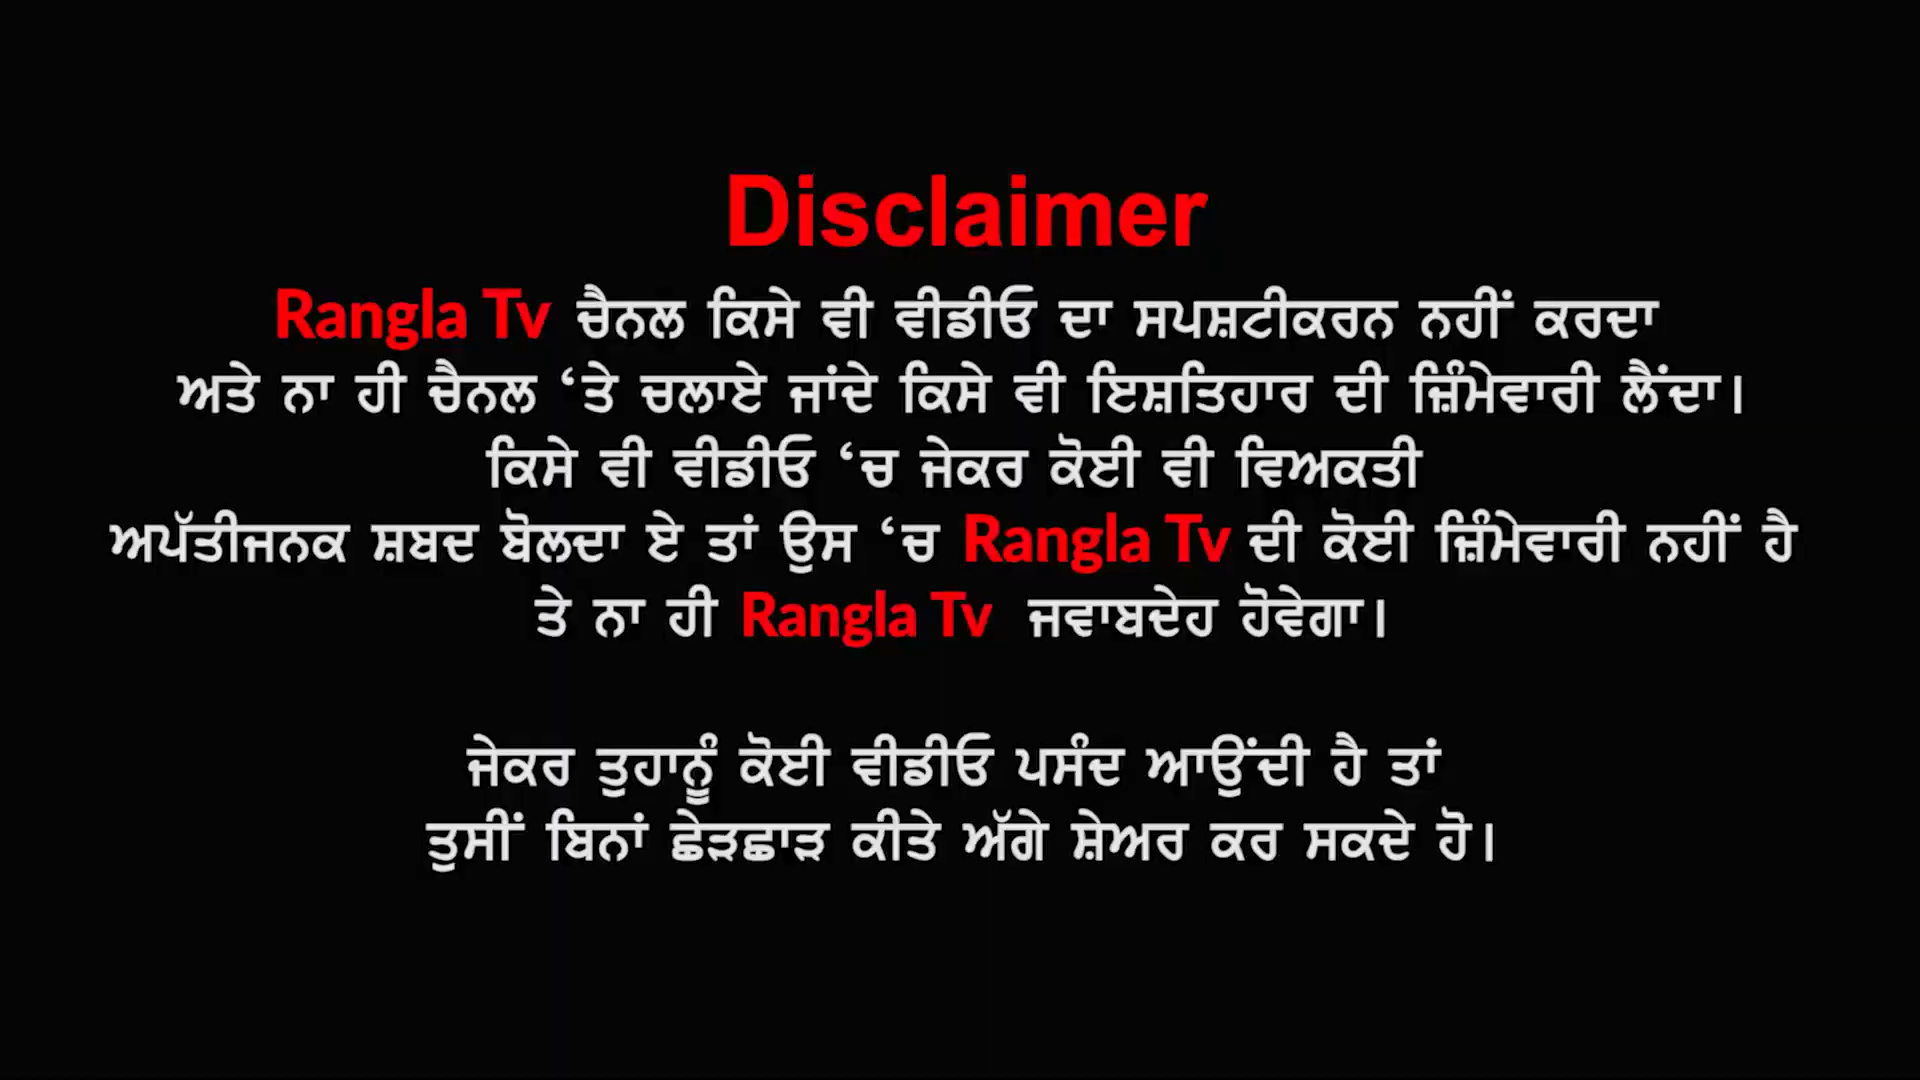 Disclaimer
Rangla Tv ਚੈਨਲ ਕਿਸੇ ਵੀ ਵੀਡੀਓ ਦਾ ਸਪਸ਼ਟੀਕਰਨ ਨਹੀਂ ਕਰਦਾ
ਅਤੇ ਨਾ ਹੀ ਚੈਨਲ ‘ਤੇ ਚਲਾਏ ਜਾਂਦੇ ਕਿਸੇ ਵੀ ਇਸ਼ਤਿਹਾਰ ਦੀ ਜ਼ਿੰਮੇਵਾਰੀ ਲੈਂਦਾ।
ਕਿਸੇ ਵੀ ਵੀਡੀਓ ‘ਚ ਜੇਕਰ ਕੋਈ ਵੀ ਵਿਅਕਤੀ
ਅਪੱਤੀਜਨਕ ਸ਼ਬਦ ਬੋਲਦਾ ਏ ਤਾਂ ਉਸ ‘ਚ Rangla Tv ਦੀ ਕੋਈ ਜ਼ਿੰਮੇਵਾਰੀ ਨਹੀਂ ਹੈ
ਤੇ ਨਾ ਹੀ Rangla Tv ਜਵਾਬਦੇਹ ਹੋਵੇਗਾ।
ਜੇਕਰ ਤੁਹਾਨੂੰ ਕੋਈ ਵੀਡੀਓ ਪਸੰਦ ਆਉਂਦੀ ਹੈ ਤਾਂ
ਤੁਸੀਂ ਬਿਨਾਂ ਛੇੜਛਾੜ ਕੀਤੇ ਅੱਗੇ ਸ਼ੇਅਰ ਕਰ ਸਕਦੇ ਹੋ।